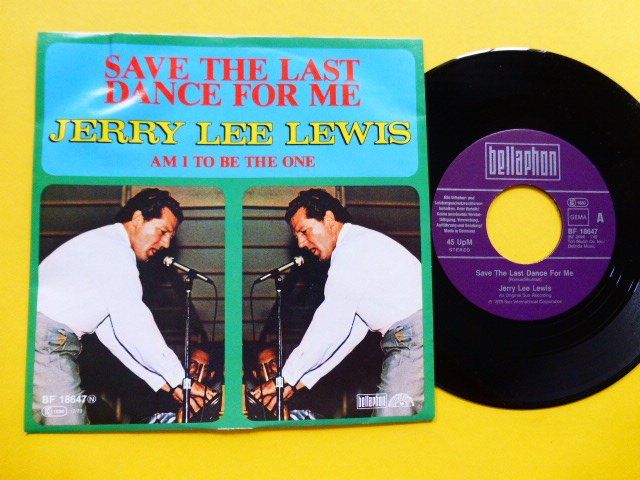 SAVE THE LAST
DANCE FOR ME
JERRY LEE LEWIS
AM I TO BE THE ONE
BF 18647 N
bellaphon
bellaphon
Made in Germany
45 UpM
STEREO
GEMA
A
BF 18647
Save The Last Dance For Me
Jerry Lee Lewis
An Original Sun Recording